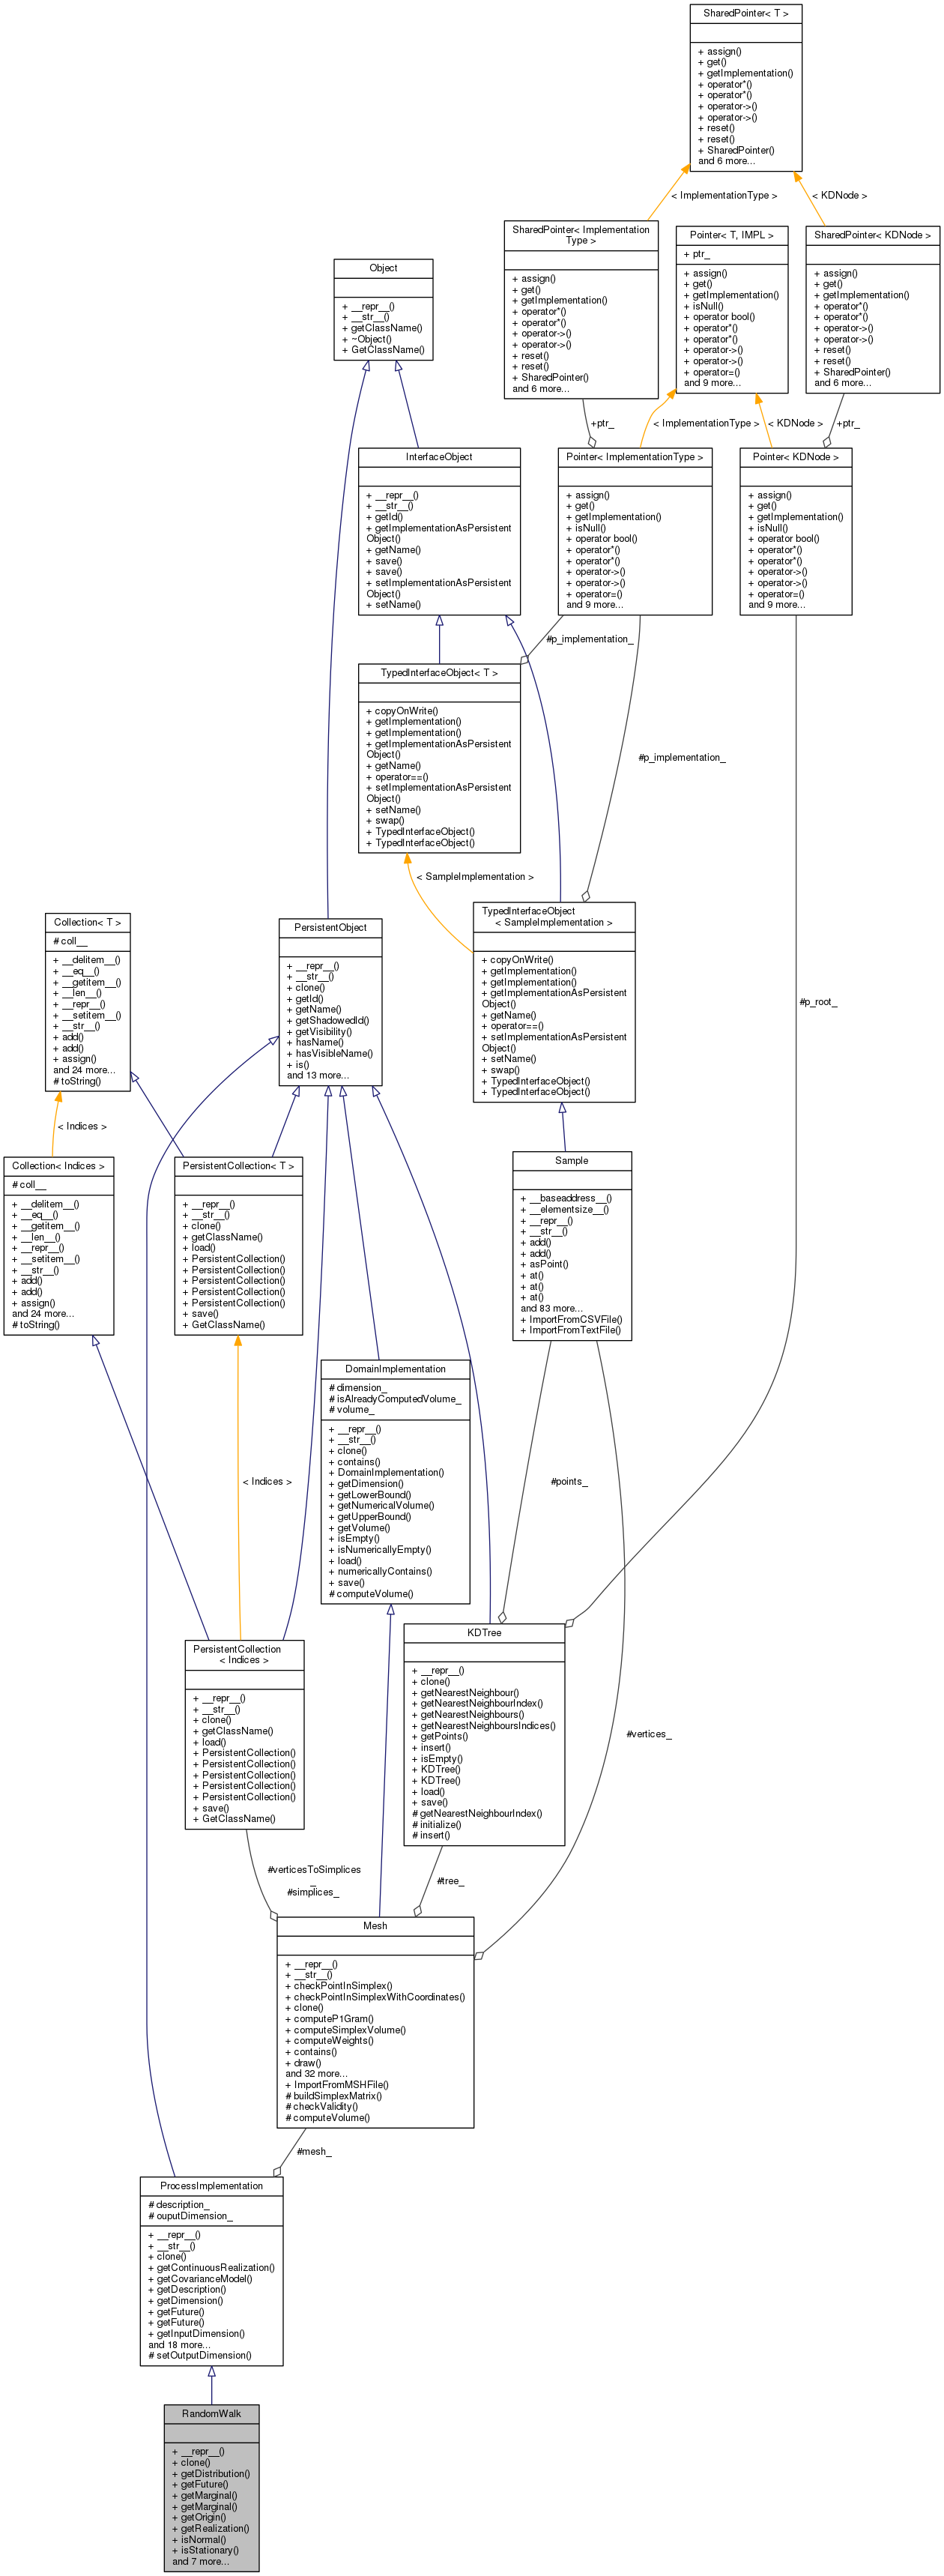 SharedPointer< T >
+ assign()
+ get()
+ getImplementation()
+ operator*()
+ operator*()
+ operator->()
+ operator->()
+ reset()
+ reset()
+ SharedPointer()
and 6 more...
< ImplementationType >
< KDNode >
SharedPointer< Implementation
Type >
+ assign()
+ get()
+ getImplementation()
+ operator*()
+ operator*()
+ operator->()
+ operator->()
+ reset()
+ reset()
+ SharedPointer()
and 6 more...
Pointer< T, IMPL >
+ ptr_
+ assign()
+ get()
+ getImplementation()
+ isNull()
+ operator bool()
+ operator*()
+ operator*()
+ operator->()
+ operator->()
+ operator=()
and 9 more...
SharedPointer< KDNode >
+ assign()
+ get()
+ getImplementation()
+ operator*()
+ operator*()
+ operator->()
+ operator->()
+ reset()
+ reset()
+ SharedPointer()
and 6 more...
Object
+ __repr__()
+ __str__()
+ getClassName()
+ ~Object()
+ GetClassName()
+ptr_
< ImplementationType >
< KDNode >
+ptr_
InterfaceObject
+ __repr__()
+ __str__()
+ getId()
+ getImplementationAsPersistent
Object()
+ getName()
+ save()
+ save()
+ setImplementationAsPersistent
Object()
+ setName()
Pointer< ImplementationType >
+ assign()
+ get()
+ getImplementation()
+ isNull()
+ operator bool()
+ operator*()
+ operator*()
+ operator->()
+ operator->()
+ operator=()
and 9 more...
Pointer< KDNode >
+ assign()
+ get()
+ getImplementation()
+ isNull()
+ operator bool()
+ operator*()
+ operator*()
+ operator->()
+ operator->()
+ operator=()
and 9 more...
#p_implementation_
TypedInterfaceObject< T >
+ copyOnWrite()
+ getImplementation()
+ getImplementation()
+ getImplementationAsPersistent
Object()
+ getName()
+ operator==()
+ setImplementationAsPersistent
Object()
+ setName()
+ swap()
+ TypedInterfaceObject()
+ TypedInterfaceObject()
#p_implementation_
< SampleImplementation >
TypedInterfaceObject
< SampleImplementation >
+ copyOnWrite()
+ getImplementation()
+ getImplementation()
+ getImplementationAsPersistent
Object()
+ getName()
+ operator==()
+ setImplementationAsPersistent
Object()
+ setName()
+ swap()
+ TypedInterfaceObject()
+ TypedInterfaceObject()
#p_root_
Collection< T >
# coll__
+ __delitem__()
+ __eq__()
+ __getitem__()
+ __len__()
+ __repr__()
+ __setitem__()
+ __str__()
+ add()
+ add()
+ assign()
and 24 more...
# toString()
PersistentObject
+ __repr__()
+ __str__()
+ clone()
+ getId()
+ getName()
+ getShadowedId()
+ getVisibility()
+ hasName()
+ hasVisibleName()
+ is()
and 13 more...
< Indices >
Collection< Indices >
# coll__
+ __delitem__()
+ __eq__()
+ __getitem__()
+ __len__()
+ __repr__()
+ __setitem__()
+ __str__()
+ add()
+ add()
+ assign()
and 24 more...
# toString()
PersistentCollection< T >
+ __repr__()
+ __str__()
+ clone()
+ getClassName()
+ load()
+ PersistentCollection()
+ PersistentCollection()
+ PersistentCollection()
+ PersistentCollection()
+ PersistentCollection()
+ save()
+ GetClassName()
Sample
+ __baseaddress__()
+ __elementsize__()
+ __repr__()
+ __str__()
+ add()
+ add()
+ asPoint()
+ at()
+ at()
+ at()
and 83 more...
+ ImportFromCSVFile()
+ ImportFromTextFile()
DomainImplementation
# dimension_
# isAlreadyComputedVolume_
# volume_
+ __repr__()
+ __str__()
+ clone()
+ contains()
+ DomainImplementation()
+ getDimension()
+ getLowerBound()
+ getNumericalVolume()
+ getUpperBound()
+ getVolume()
+ isEmpty()
+ isNumericallyEmpty()
+ load()
+ numericallyContains()
+ save()
# computeVolume()
< Indices >
#points_
PersistentCollection
< Indices >
+ __repr__()
+ __str__()
+ clone()
+ getClassName()
+ load()
+ PersistentCollection()
+ PersistentCollection()
+ PersistentCollection()
+ PersistentCollection()
+ PersistentCollection()
+ save()
+ GetClassName()
KDTree
+ __repr__()
+ clone()
+ getNearestNeighbour()
+ getNearestNeighbourIndex()
+ getNearestNeighbours()
+ getNearestNeighboursIndices()
+ getPoints()
+ insert()
+ isEmpty()
+ KDTree()
+ KDTree()
+ load()
+ save()
# getNearestNeighbourIndex()
# initialize()
# insert()
#vertices_
#verticesToSimplices
_
#simplices_
#tree_
Mesh
+ __repr__()
+ __str__()
+ checkPointInSimplex()
+ checkPointInSimplexWithCoordinates()
+ clone()
+ computeP1Gram()
+ computeSimplexVolume()
+ computeWeights()
+ contains()
+ draw()
and 32 more...
+ ImportFromMSHFile()
# buildSimplexMatrix()
# checkValidity()
# computeVolume()
#mesh_
ProcessImplementation
# description_
# ouputDimension_
+ __repr__()
+ __str__()
+ clone()
+ getContinuousRealization()
+ getCovarianceModel()
+ getDescription()
+ getDimension()
+ getFuture()
+ getFuture()
+ getInputDimension()
and 18 more...
# setOutputDimension()
RandomWalk
+ __repr__()
+ clone()
+ getDistribution()
+ getFuture()
+ getMarginal()
+ getMarginal()
+ getOrigin()
+ getRealization()
+ isNormal()
+ isStationary()
and 7 more...